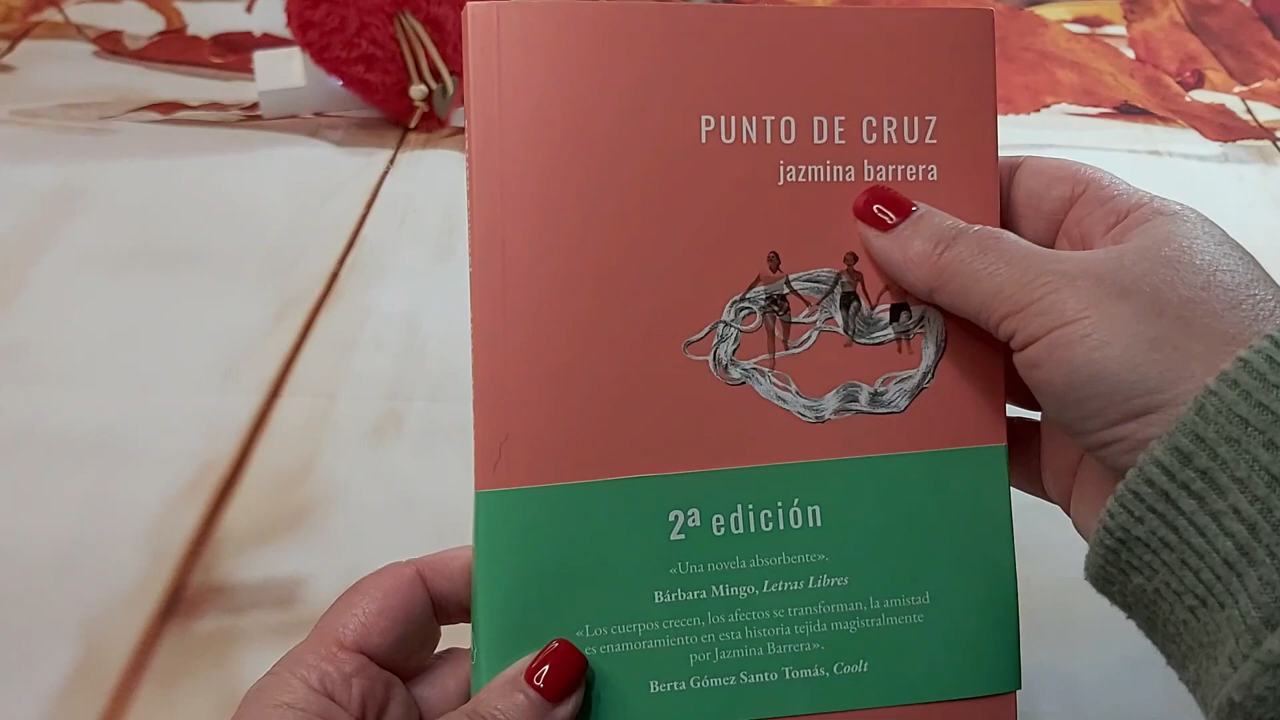 PUNTO DE CRUZ
jazmina barrera
2ª edición
«Una novela absorbente».
Bárbara Mingo, Letras Libres
«Los cuerpos crecen, los afectos se transforman, la amistad
es enamoramiento en esta historia tejida magistralmente
por Jazmina Barrera».
Berta Gómez Santo Tomás, Coolt